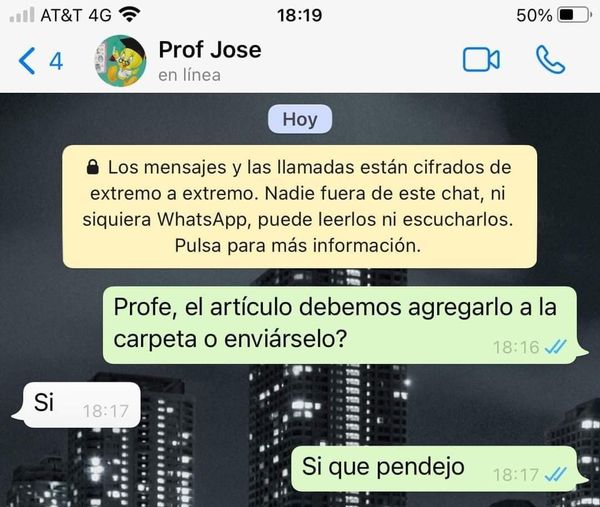 AT&T 4G 18:19 50%
4 Prof Jose
en línea
Hoy
Los mensajes y las llamadas están cifrados de
extremo a extremo. Nadie fuera de este chat, ni
siquiera WhatsApp, puede leerlos ni escucharlos.
Pulsa para más información.
Profe, el artículo debemos agregarlo a la
carpeta o enviárselo?
18:16
Si 18:17
Si que pendejo 18:17